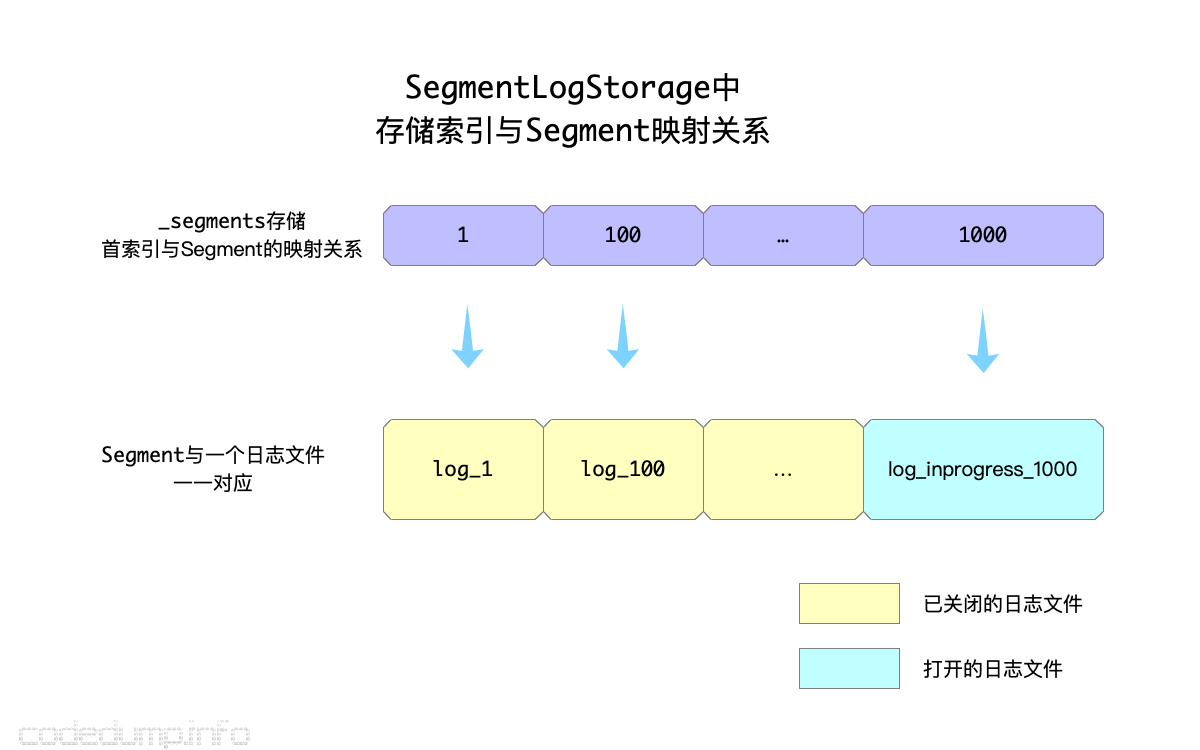 SegmentLogStorage中
存储索引与Segment映射关系
_segments存储
首索引与Segment的映射关系
1
100
…
1000
Segment与一个日志文件
一一对应
log_1
log_100
…
log_inprogress_1000
已关闭的日志文件
打开的日志文件